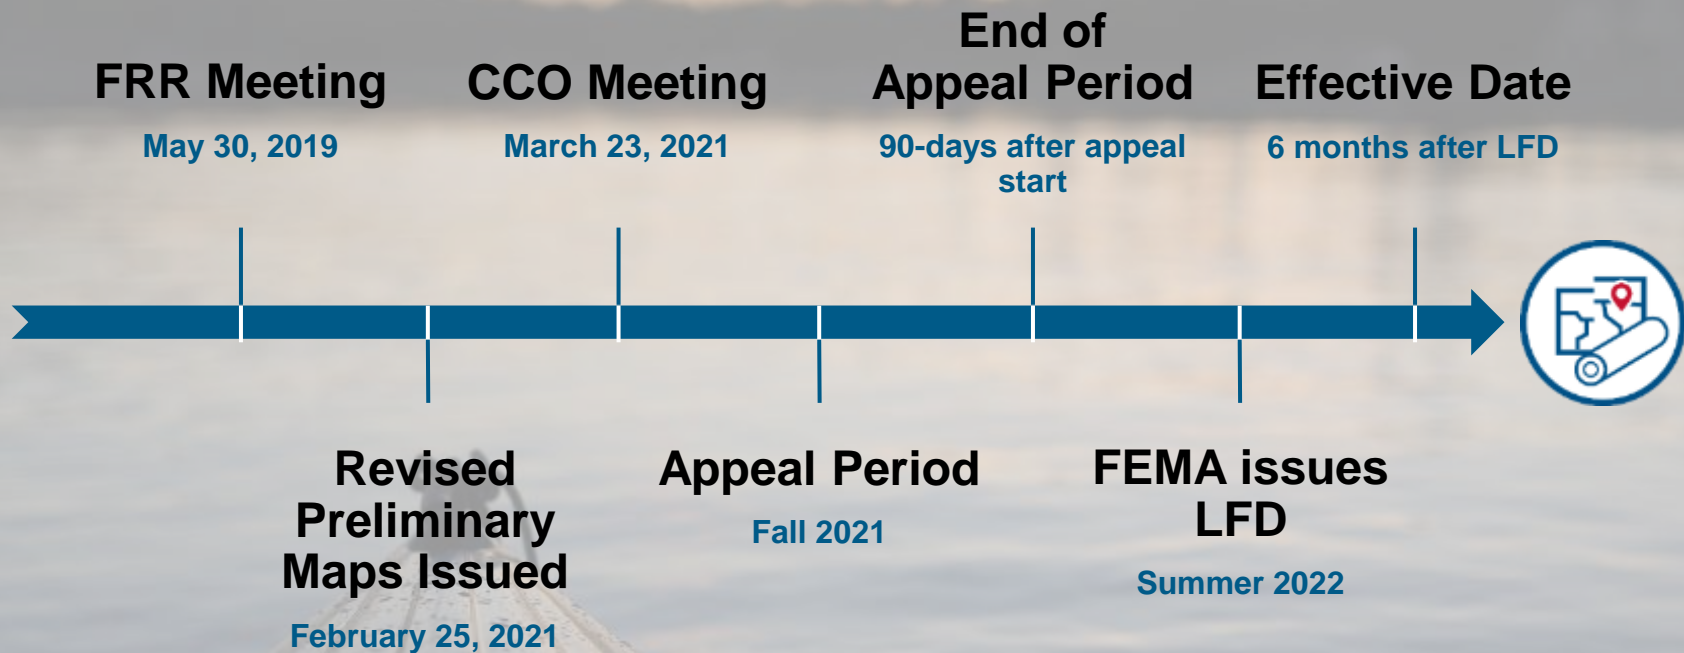 FRR Meeting
May 30, 2019
Revised
Preliminary
Maps Issued
February 25, 2021
CCO Meeting
March 23, 2021
Appeal Period
Fall 2021
End of
Appeal Period
90-days after appeal
start
FEMA issues
LFD
Summer 2022
Effective Date
6 months after LFD